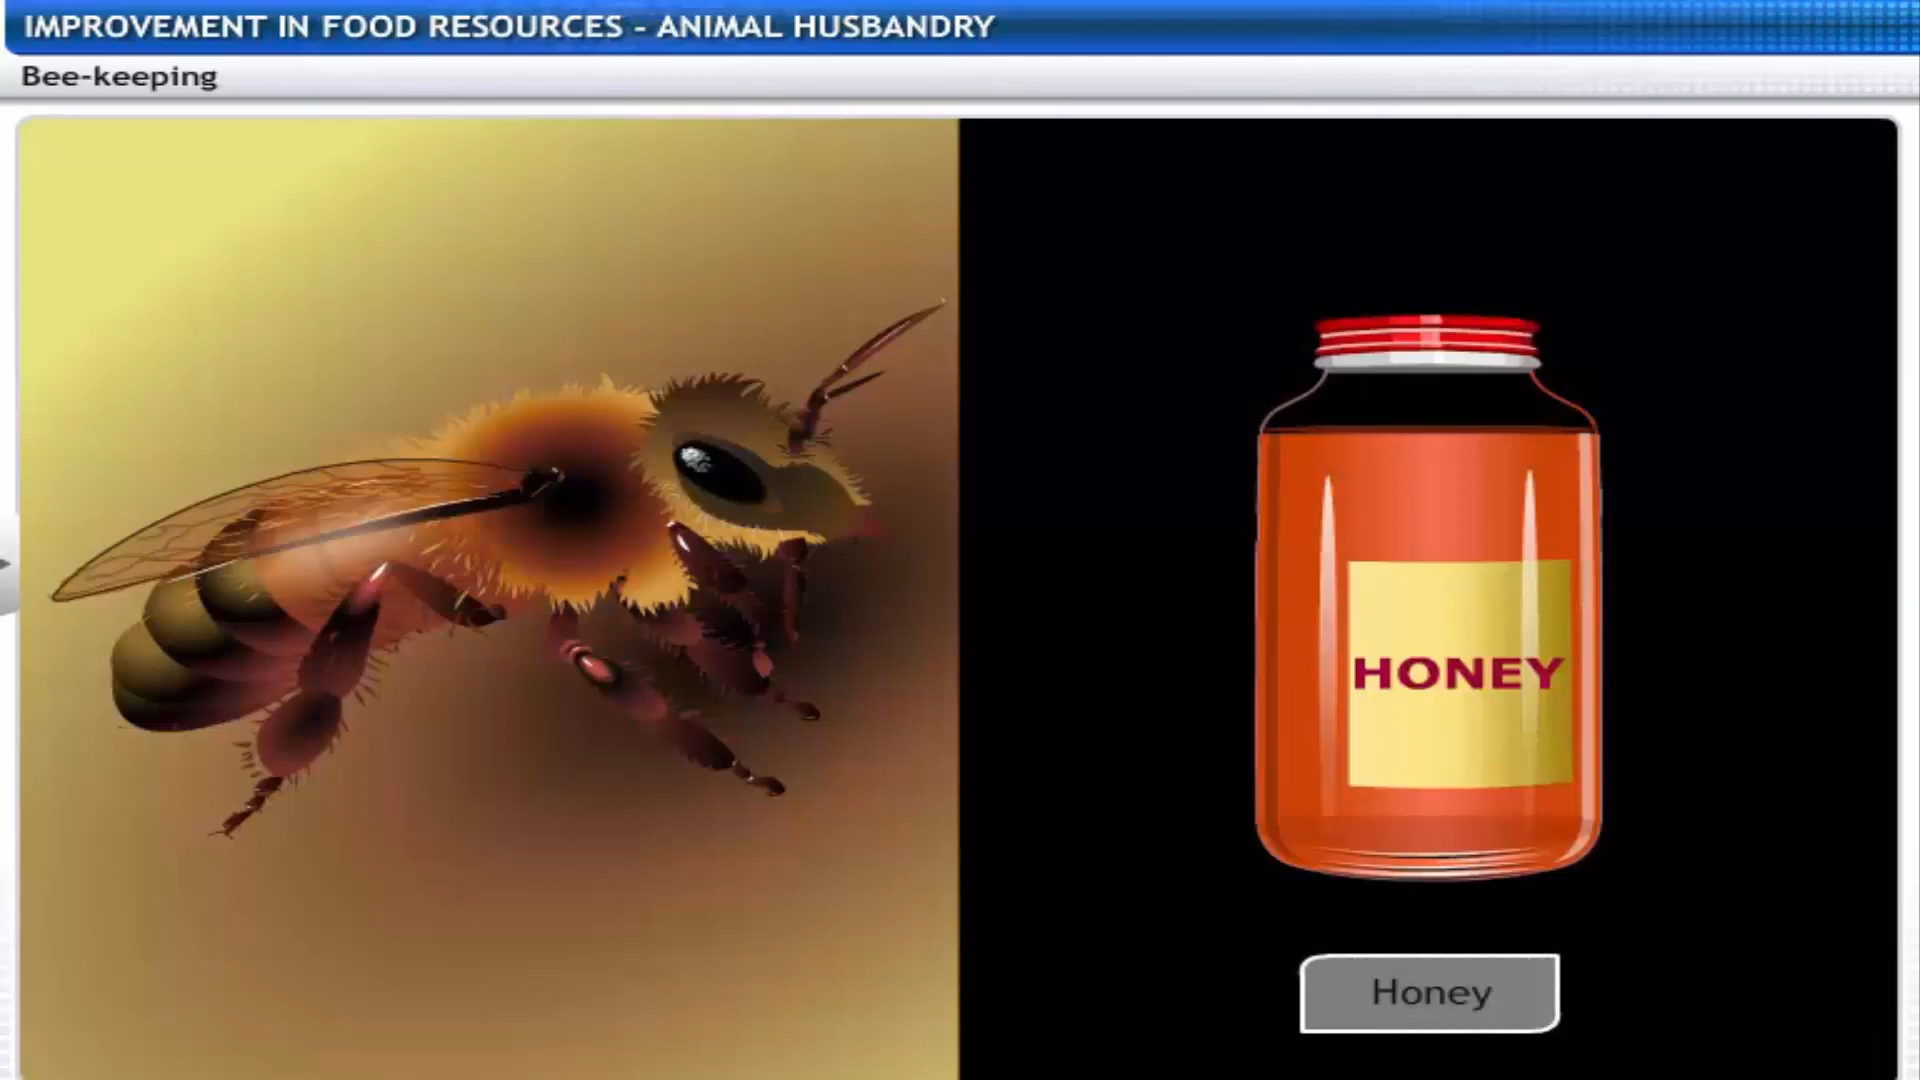 IMPROVEMENT IN FOOD RESOURCES - ANIMAL HUSBANDRY
Bee-keeping
HONEY
Honey